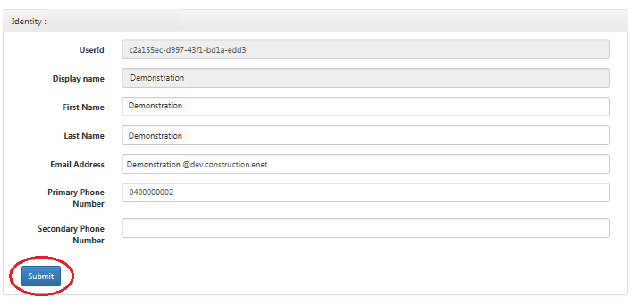 Identity :
UserId c2a155ec-d997-43f1-bd1a-edd3
Display name Demonstration
First Name Demonstration
Last Name Demonstration
Email Address Demonstration @dev.construction.enet
Primary Phone Number 0400000002
Secondary Phone Number
Submit